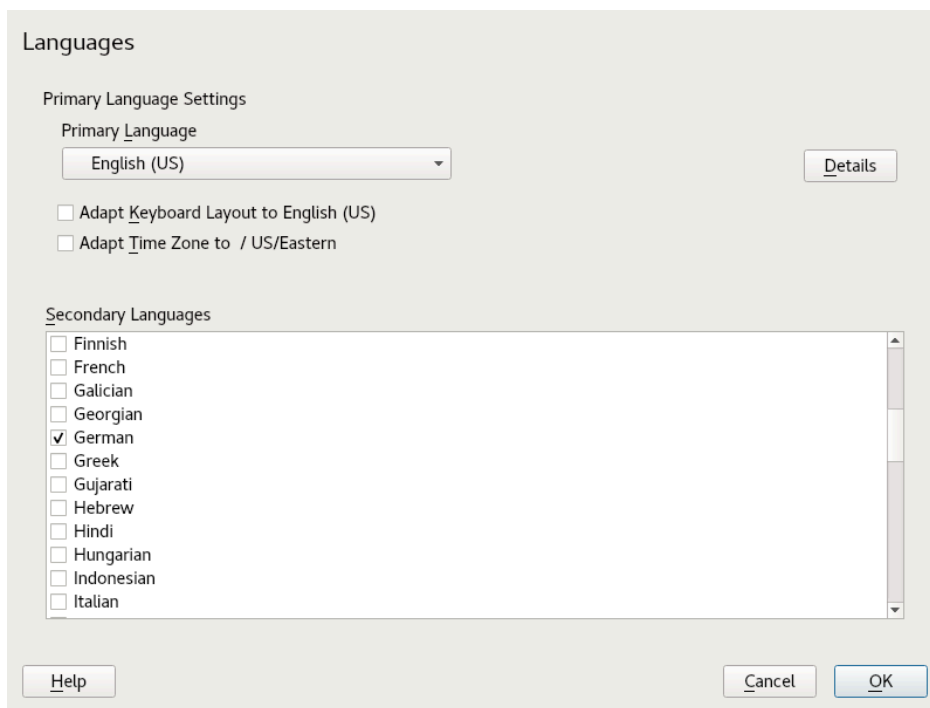 Languages
Primary Language Settings
Primary Language
English (US)
Details
Adapt Keyboard Layout to English (US)
Adapt Time Zone to / US/Eastern
Secondary Languages
Finnish
French
Galician
Georgian
German
Greek
Gujarati
Hebrew
Hindi
Hungarian
Indonesian
Italian
Help
Cancel
OK